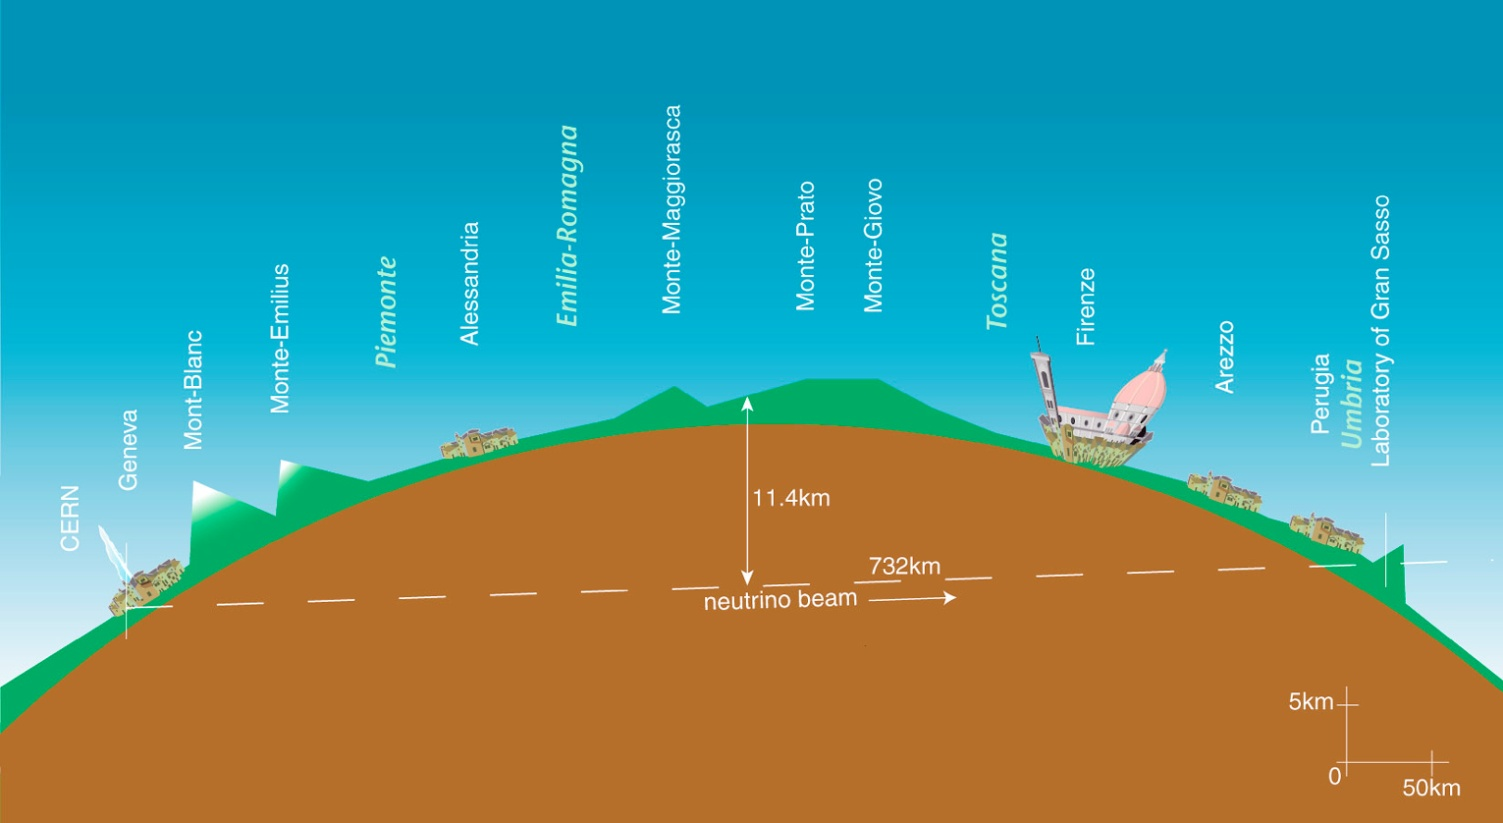 CERN
Geneva
Mont-Blanc
Monte-Emilius
Piemonte
Alessandria
Emilia-Romagna
Monte-Maggiorasca
Monte-Prato
Monte-Giovo
Toscana
Firenze
Arezzo
Perugia
Umbria
Laboratory of Gran Sasso
11.4km
732km
neutrino beam
5km
0
50km